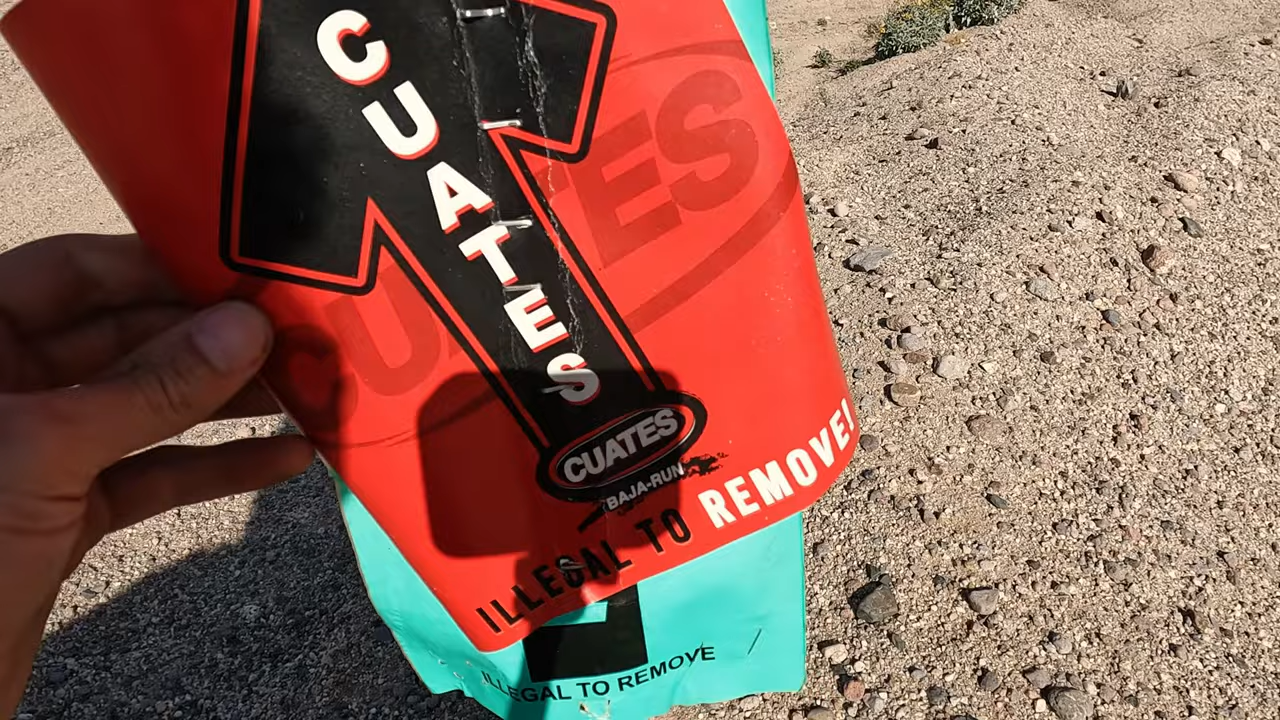 CUATES
CUATES
CUATES
BAJA-RUN
ILLEGAL TO REMOVE!
ILLEGAL TO REMOVE